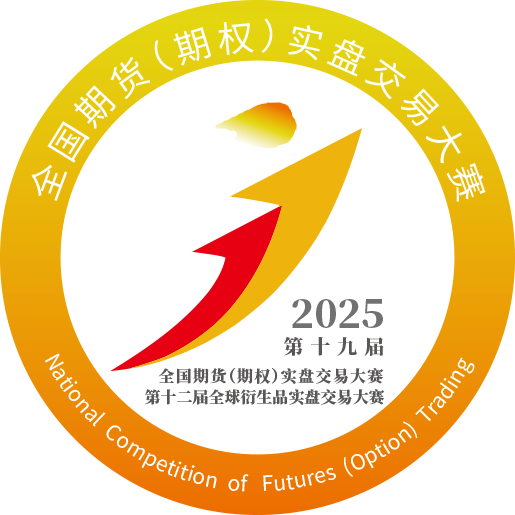 全国期货(期权)实盘交易大赛
2025
第十九届
全国期货(期权)实盘交易大赛
第十二届全球衍生品实盘交易大赛
National Competition of Futures (Option) Trading